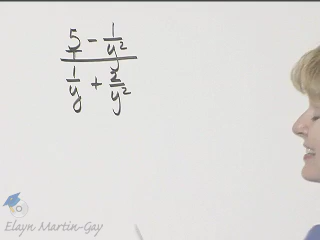 5 - 1/y²
1/y + 2/y²
Elayn Martin-Gay